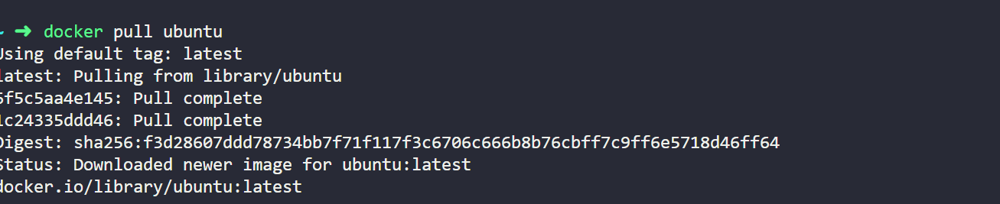 ~ ➜ docker pull ubuntu
Using default tag: latest
latest: Pulling from library/ubuntu
5f5c5aa4e145: Pull complete
1c24335ddd46: Pull complete
Digest: sha256:f3d28607ddd78734bb7f71f117f3c6706c666b8b76cbff7c9ff6e5718d46ff64
Status: Downloaded newer image for ubuntu:latest
docker.io/library/ubuntu:latest